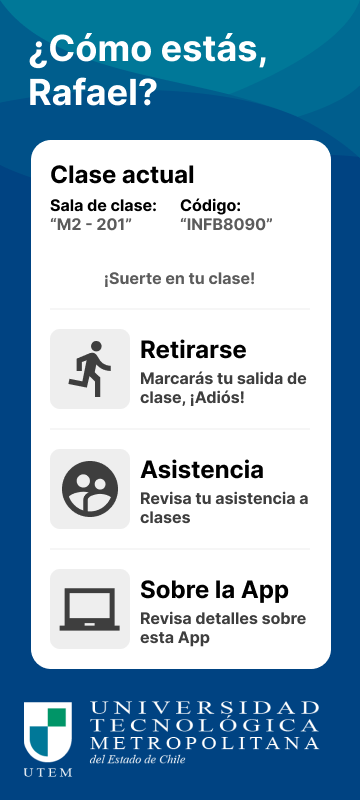 ¿Cómo estás,
Rafael?
Clase actual
Sala de clase: Código:
“M2 - 201” “INFB8090”
¡Suerte en tu clase!
Retirarse
Marcarás tu salida de
clase, ¡Adiós!
Asistencia
Revisa tu asistencia a
clases
Sobre la App
Revisa detalles sobre
esta App
UNIVERSIDAD
TECNOLÓGICA
METROPOLITANA
del Estado de Chile
UTEM